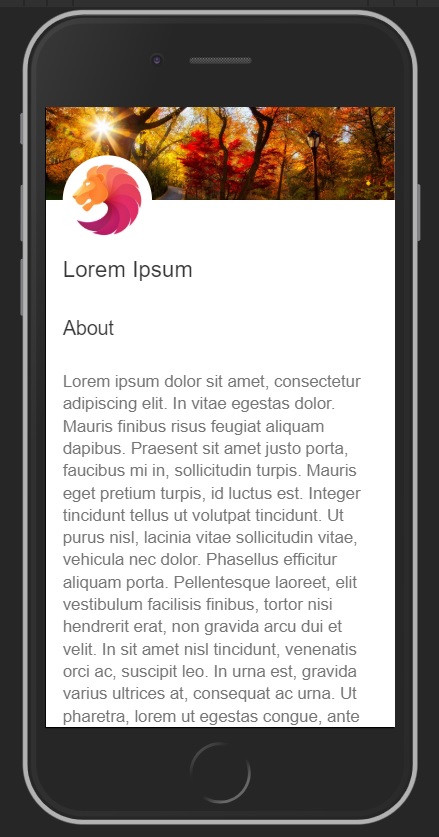 Lorem Ipsum
About
Lorem ipsum dolor sit amet, consectetur
adipiscing elit. In vitae egestas dolor.
Mauris finibus risus feugiat aliquam
dapibus. Praesent sit amet justo porta,
faucibus mi in, sollicitudin turpis. Mauris
eget pretium turpis, id luctus est. Integer
tincidunt tellus ut volutpat tincidunt. Ut
purus nisl, lacinia vitae sollicitudin vitae,
vehicula nec dolor. Phasellus efficitur
aliquam porta. Pellentesque laoreet, elit
vestibulum facilisis finibus, tortor nisi
hendrerit erat, non gravida arcu dui et
velit. In sit amet nisl tincidunt, venenatis
orci ac, suscipit leo. In urna est, gravida
varius ultrices at, consequat ac urna. Ut
pharetra, lorem ut egestas congue, ante